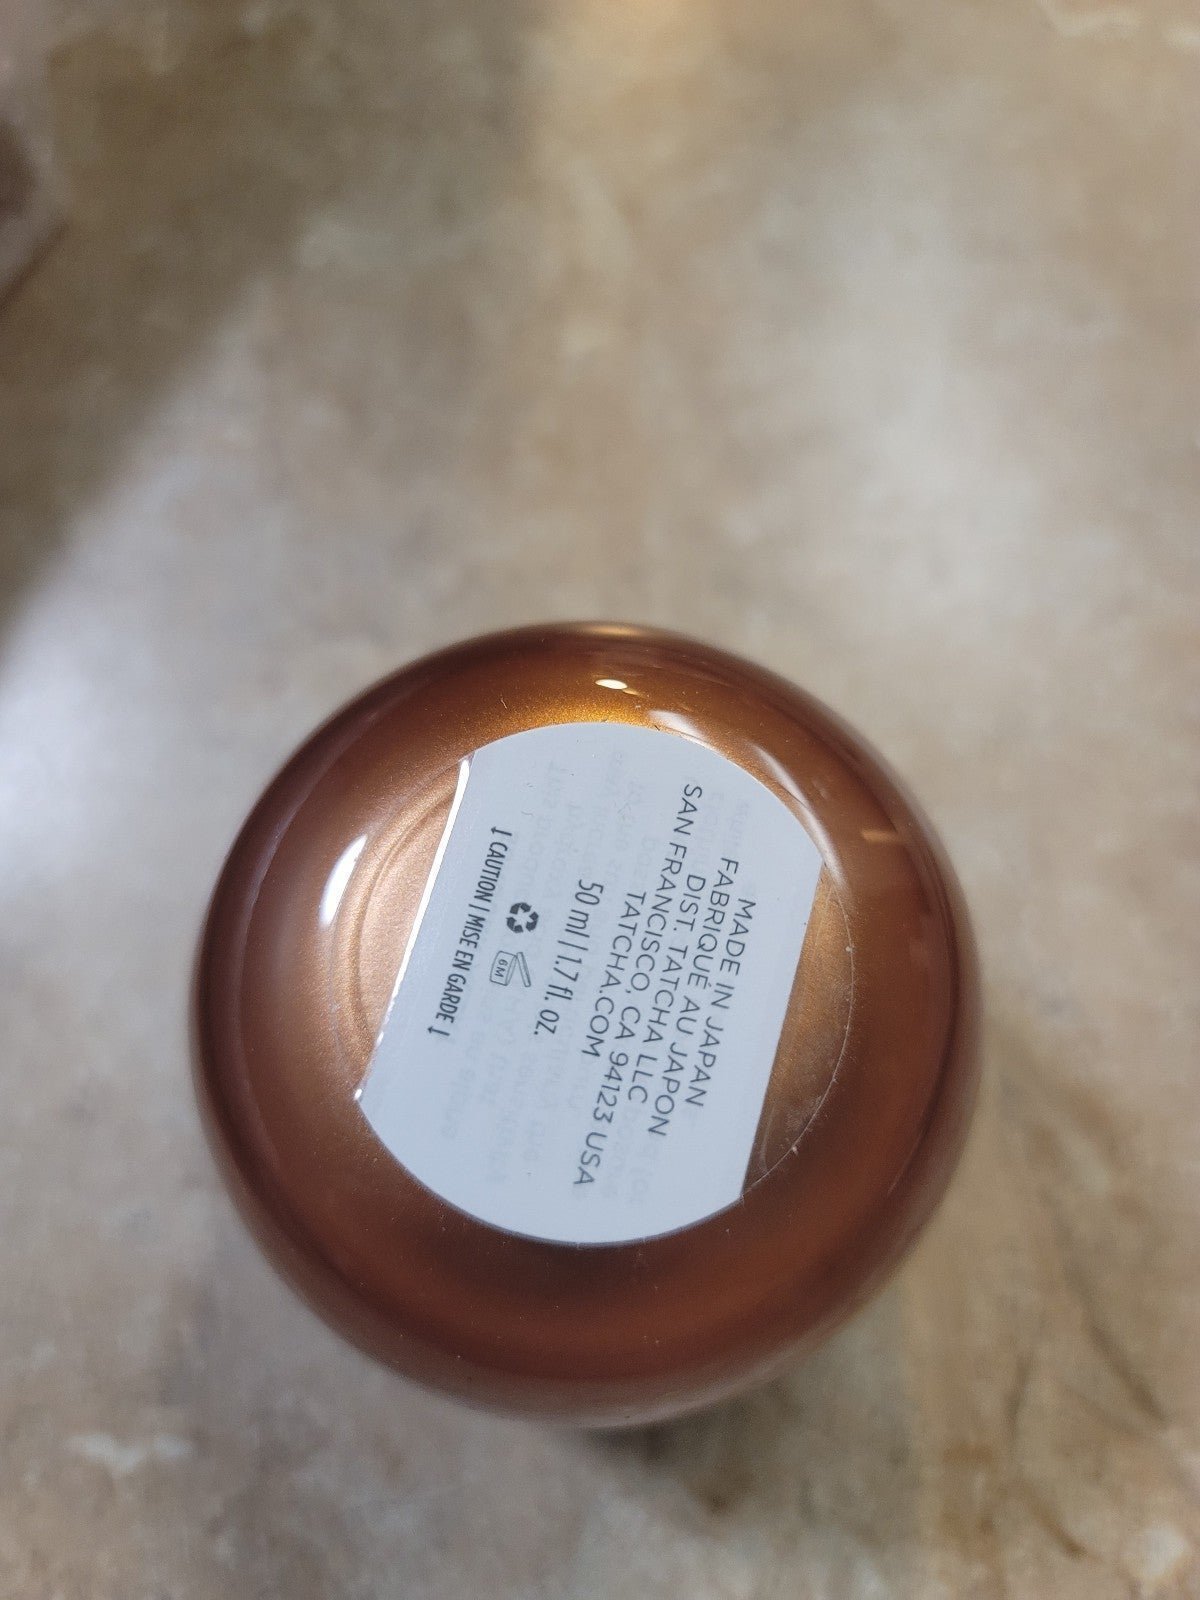 MADE IN JAPAN
FABRIQUÉ AU JAPON
DIST. TATCHA LLC
SAN FRANCISCO, CA 94123 USA
TATCHA.COM
50 ml | 1.7 fl. oz.
6M
CAUTION | MISE EN GARDE